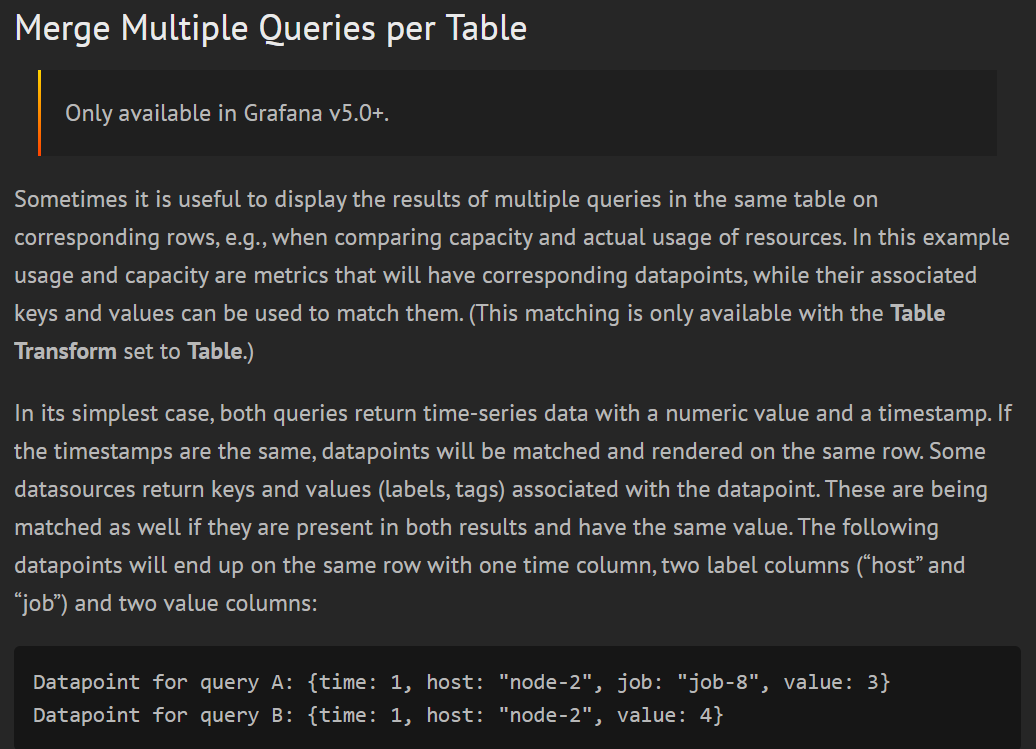 Merge Multiple Queries per Table
Only available in Grafana v5.0+.
Sometimes it is useful to display the results of multiple queries in the same table on
corresponding rows, e.g., when comparing capacity and actual usage of resources. In this example
usage and capacity are metrics that will have corresponding datapoints, while their associated
keys and values can be used to match them. (This matching is only available with the Table
Transform set to Table.)
In its simplest case, both queries return time-series data with a numeric value and a timestamp. If
the timestamps are the same, datapoints will be matched and rendered on the same row. Some
datasources return keys and values (labels, tags) associated with the datapoint. These are being
matched as well if they are present in both results and have the same value. The following
datapoints will end up on the same row with one time column, two label columns (“host” and
“job”) and two value columns:
Datapoint for query A: {time: 1, host: "node-2", job: "job-8", value: 3}
Datapoint for query B: {time: 1, host: "node-2", value: 4}